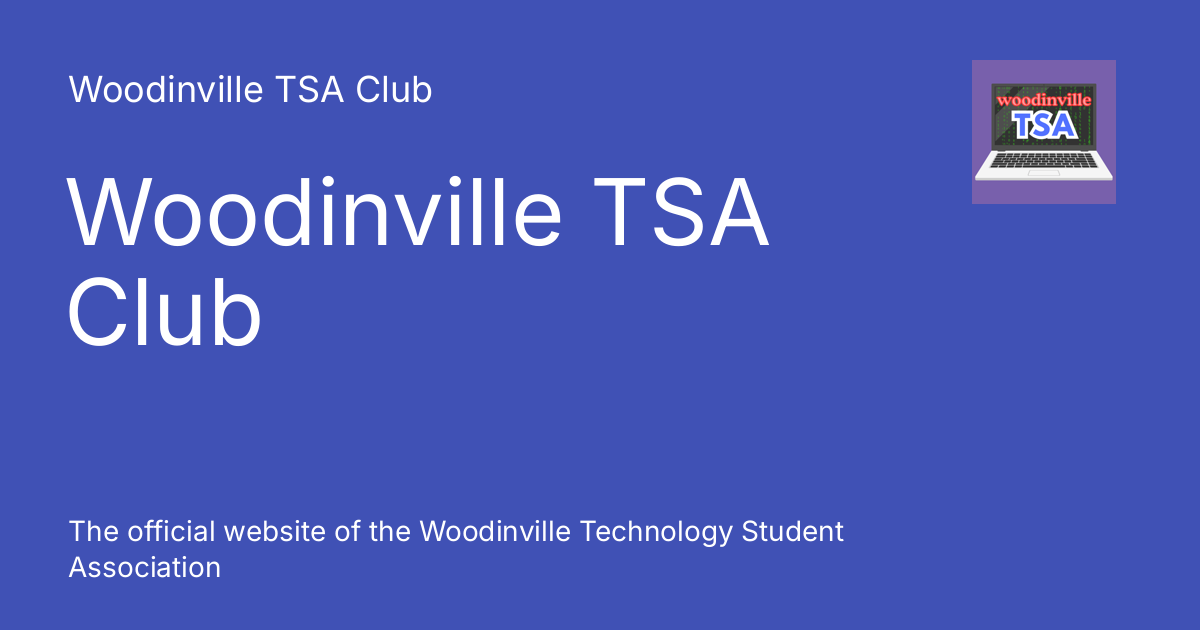 Woodinville TSA Club
woodinville
TSA
Woodinville TSA
Club
The official website of the Woodinville Technology Student
Association